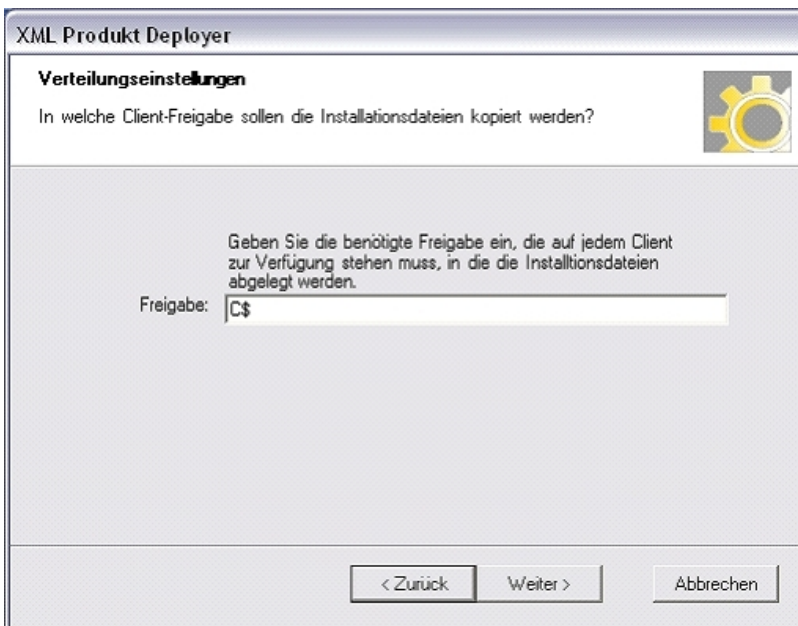 XML Produkt Deployer
Verteilungseinstellungen
In welche Client-Freigabe sollen die Installationsdateien kopiert werden?
Geben Sie die benötigte Freigabe ein, die auf jedem Client
zur Verfügung stehen muss, in die die Installtionsdateien
abgelegt werden.
Freigabe: C$
< Zurück Weiter > Abbrechen